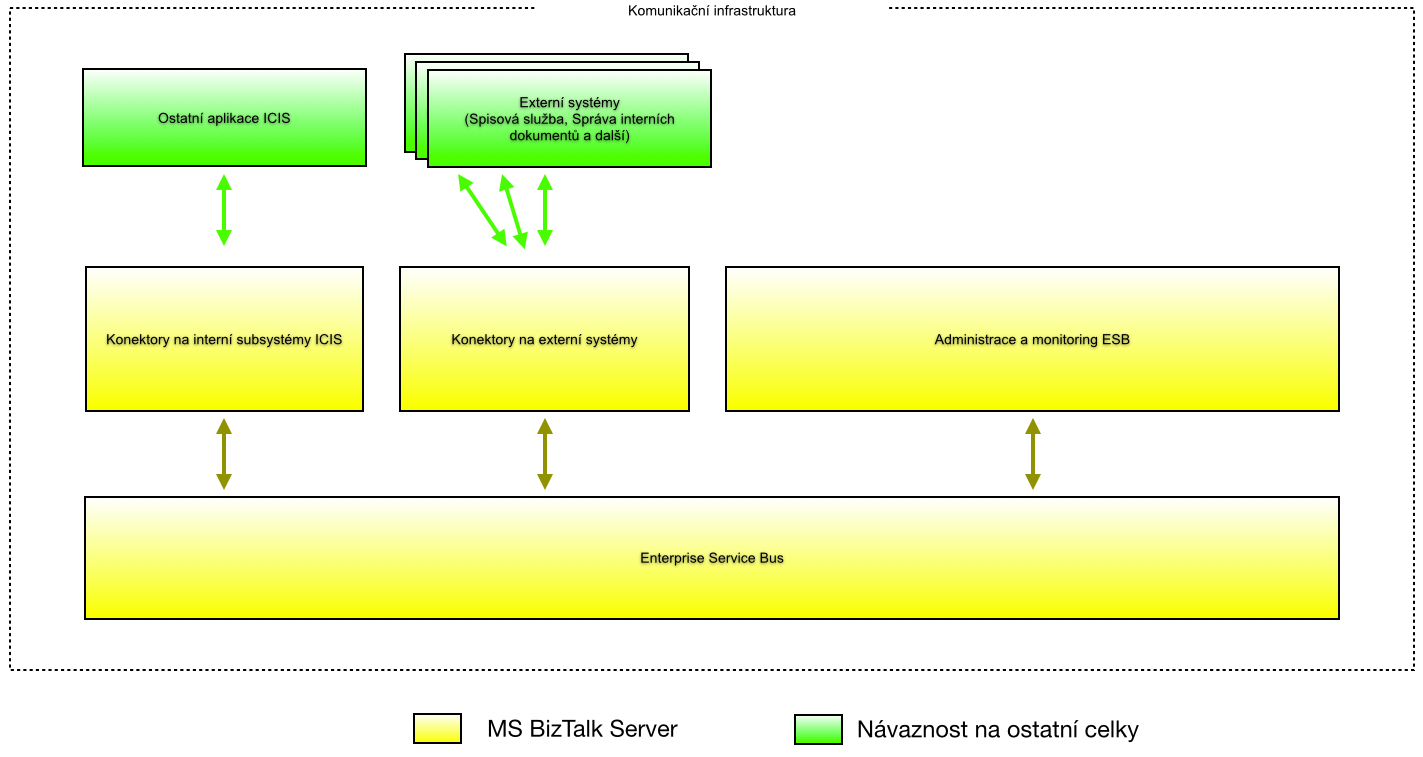 Komunikační infrastruktura
Ostatní aplikace ICIS
Externí systémy
(Spisová služba, Správa interních
dokumentů a další)
Konektory na interní subsystémy ICIS
Konektory na externí systémy
Administrace a monitoring ESB
Enterprise Service Bus
MS BizTalk Server
Návaznost na ostatní celky